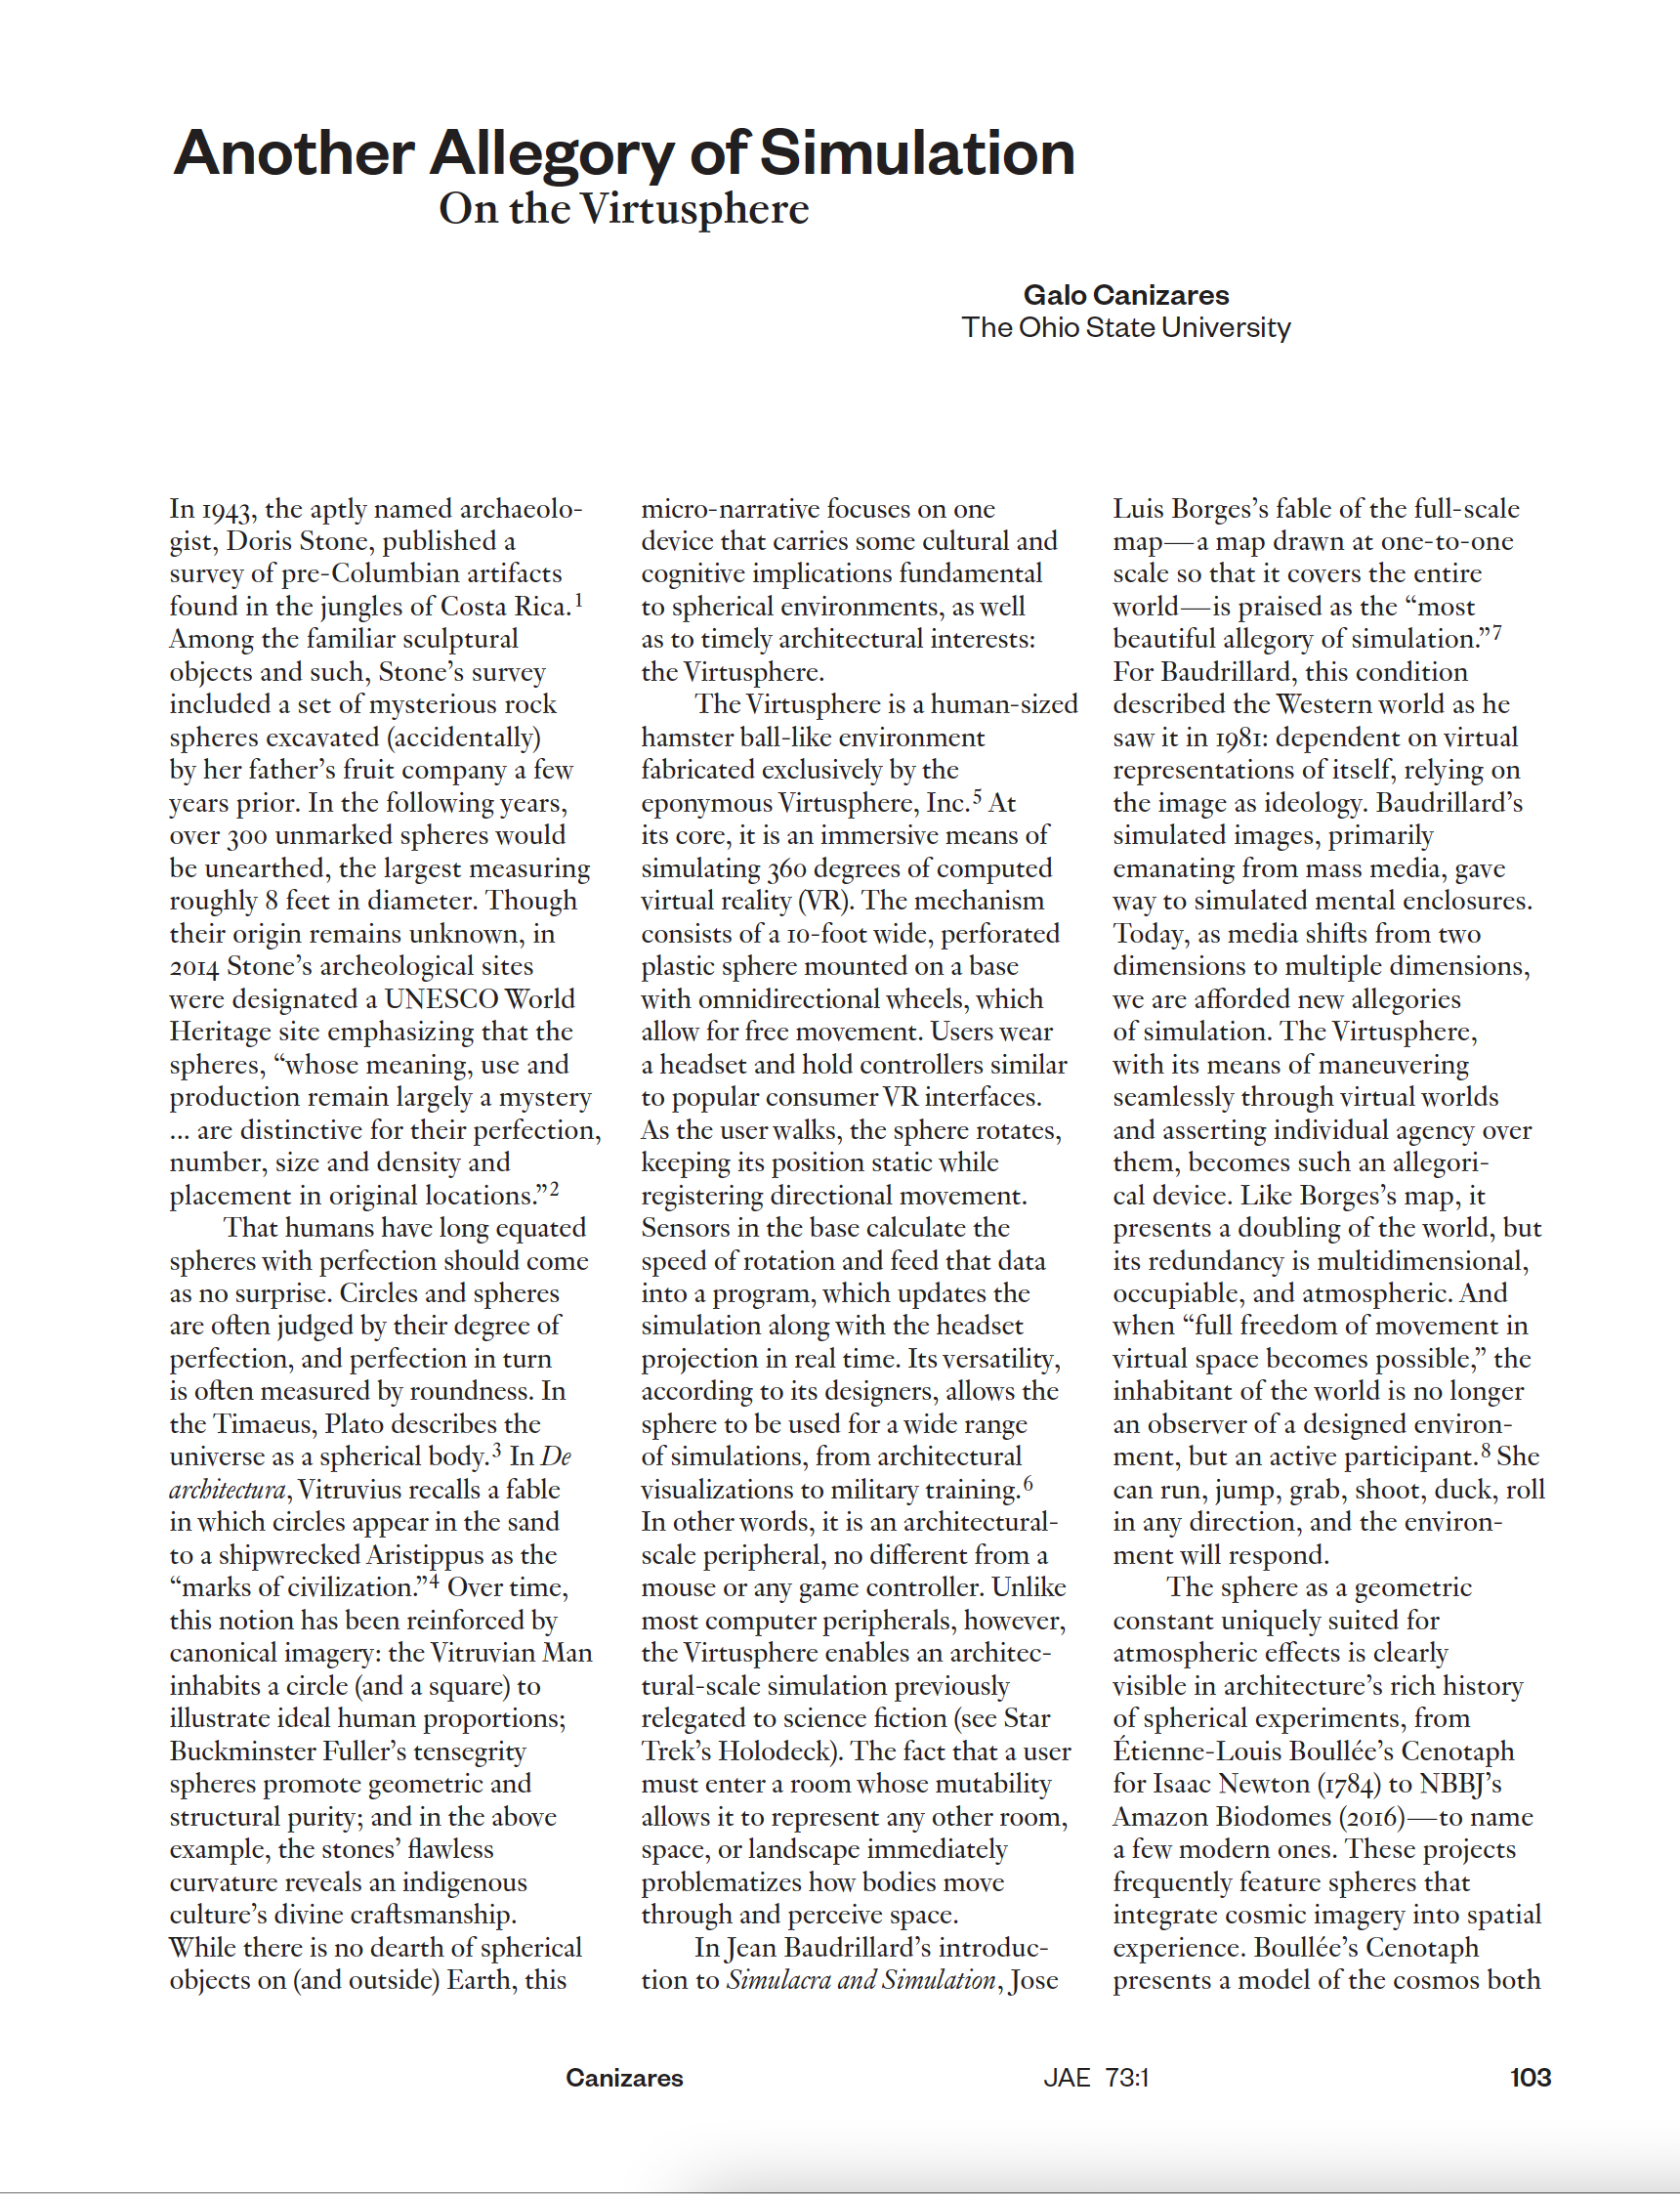 Another Allegory of Simulation
On the Virtusphere
Galo Canizares
The Ohio State University
In 1943, the aptly named archaeolo-
gist, Doris Stone, published a
survey of pre-Columbian artifacts
found in the jungles of Costa Rica.1
Among the familiar sculptural
objects and such, Stone’s survey
included a set of mysterious rock
spheres excavated (accidentally)
by her father’s fruit company a few
years prior. In the following years,
over 300 unmarked spheres would
be unearthed, the largest measuring
roughly 8 feet in diameter. Though
their origin remains unknown, in
2014 Stone’s archeological sites
were designated a UNESCO World
Heritage site emphasizing that the
spheres, “whose meaning, use and
production remain largely a mystery
... are distinctive for their perfection,
number, size and density and
placement in original locations.”2
That humans have long equated
spheres with perfection should come
as no surprise. Circles and spheres
are often judged by their degree of
perfection, and perfection in turn
is often measured by roundness. In
the Timaeus, Plato describes the
universe as a spherical body.3 In De
architectura, Vitruvius recalls a fable
in which circles appear in the sand
to a shipwrecked Aristippus as the
“marks of civilization.”4 Over time,
this notion has been reinforced by
canonical imagery: the Vitruvian Man
inhabits a circle (and a square) to
illustrate ideal human proportions;
Buckminster Fuller’s tensegrity
spheres promote geometric and
structural purity; and in the above
example, the stones’ flawless
curvature reveals an indigenous
culture’s divine craftsmanship.
While there is no dearth of spherical
objects on (and outside) Earth, this
micro-narrative focuses on one
device that carries some cultural and
cognitive implications fundamental
to spherical environments, as well
as to timely architectural interests:
the Virtusphere.
The Virtusphere is a human-sized
hamster ball-like environment
fabricated exclusively by the
eponymous Virtusphere, Inc.5 At
its core, it is an immersive means of
simulating 360 degrees of computed
virtual reality (VR). The mechanism
consists of a 10-foot wide, perforated
plastic sphere mounted on a base
with omnidirectional wheels, which
allow for free movement. Users wear
a headset and hold controllers similar
to popular consumer VR interfaces.
As the user walks, the sphere rotates,
keeping its position static while
registering directional movement.
Sensors in the base calculate the
speed of rotation and feed that data
into a program, which updates the
simulation along with the headset
projection in real time. Its versatility,
according to its designers, allows the
sphere to be used for a wide range
of simulations, from architectural
visualizations to military training.6
In other words, it is an architectural-
scale peripheral, no different from a
mouse or any game controller. Unlike
most computer peripherals, however,
the Virtusphere enables an architec-
tural-scale simulation previously
relegated to science fiction (see Star
Trek’s Holodeck). The fact that a user
must enter a room whose mutability
allows it to represent any other room,
space, or landscape immediately
problematizes how bodies move
through and perceive space.
In Jean Baudrillard’s introduc-
tion to Simulacra and Simulation, Jose
Luis Borges’s fable of the full-scale
map—a map drawn at one-to-one
scale so that it covers the entire
world—is praised as the “most
beautiful allegory of simulation.”7
For Baudrillard, this condition
described the Western world as he
saw it in 1981: dependent on virtual
representations of itself, relying on
the image as ideology. Baudrillard’s
simulated images, primarily
emanating from mass media, gave
way to simulated mental enclosures.
Today, as media shifts from two
dimensions to multiple dimensions,
we are afforded new allegories
of simulation. The Virtusphere,
with its means of maneuvering
seamlessly through virtual worlds
and asserting individual agency over
them, becomes such an allegori-
cal device. Like Borges’s map, it
presents a doubling of the world, but
its redundancy is multidimensional,
occupiable, and atmospheric. And
when “full freedom of movement in
virtual space becomes possible,” the
inhabitant of the world is no longer
an observer of a designed environ-
ment, but an active participant.8 She
can run, jump, grab, shoot, duck, roll
in any direction, and the environ-
ment will respond.
The sphere as a geometric
constant uniquely suited for
atmospheric effects is clearly
visible in architecture’s rich history
of spherical experiments, from
Étienne-Louis Boullée’s Cenotaph
for Isaac Newton (1784) to NBBJ’s
Amazon Biodomes (2016)—to name
a few modern ones. These projects
frequently feature spheres that
integrate cosmic imagery into spatial
experience. Boullée’s Cenotaph
presents a model of the cosmos both
Canizares
JAE 73:1
103